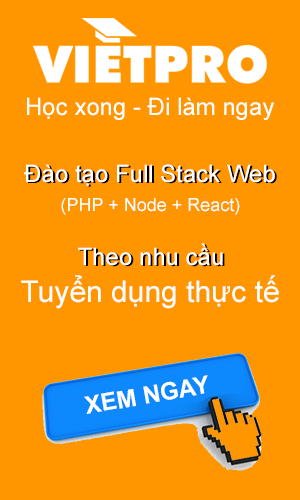 VIETPRO
Học xong - Đi làm ngay
Đào tạo Full Stack Web
(PHP + Node + React)
Theo nhu cầu
Tuyển dụng thực tế
XEM NGAY